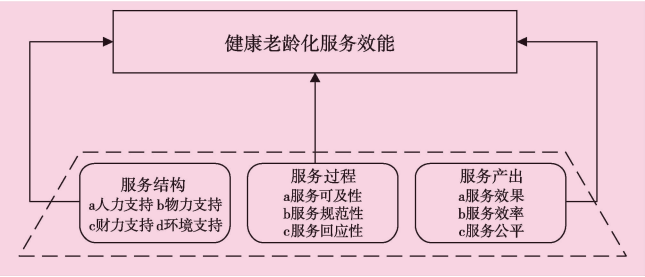 健康老龄化服务效能
服务结构
a人力支持 b物力支持
c财力支持 d环境支持
服务过程
a服务可及性
b服务规范性
c服务回应性
服务产出
a服务效果
b服务效率
c服务公平